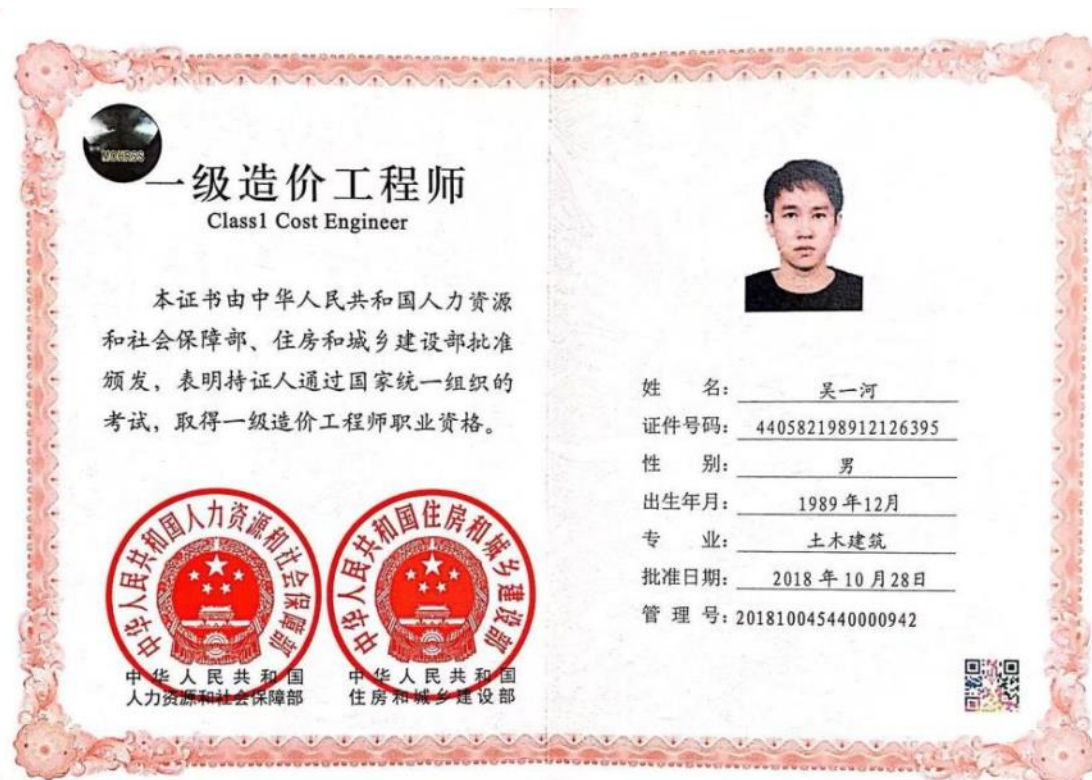 MOHRSS
一级造价工程师
Class1 Cost Engineer
本证书由中华人民共和国人力资源
和社会保障部、住房和城乡建设部批准
颁发，表明持证人通过国家统一组织的
考试，取得一级造价工程师职业资格。
中华人民共和国人力资源和社会保障部
中华人民共和国住房和城乡建设部
中华人民共和国
人力资源和社会保障部
中华人民共和国
住房和城乡建设部
姓 名： 吴一河
证件号码： 440582198912126395
性 别： 男
出生年月： 1989年12月
专 业： 土木建筑
批准日期： 2018 年 10 月28日
管 理 号：201810045440000942